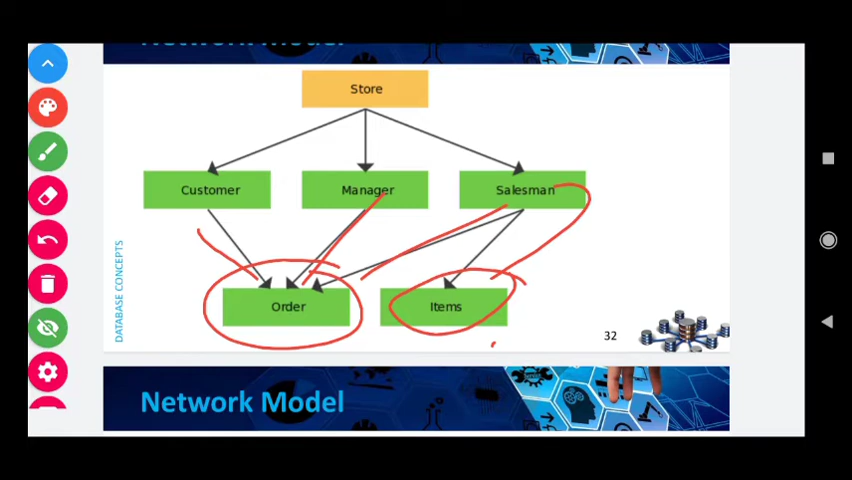 Network Model
Store
Customer
Manager
Salesman
DATABASE CONCEPTS
Order
Items
32
Network Model